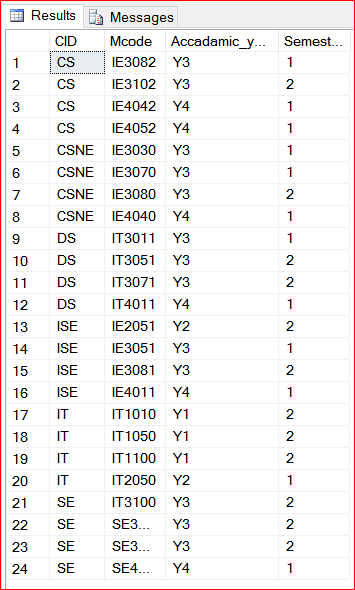 Results Messages
CID Mcode Accadamic_y... Semest...
1 CS IE3082 Y3 1
2 CS IE3102 Y3 2
3 CS IE4042 Y4 1
4 CS IE4052 Y4 1
5 CSNE IE3030 Y3 1
6 CSNE IE3070 Y3 1
7 CSNE IE3080 Y3 2
8 CSNE IE4040 Y4 1
9 DS IT3011 Y3 1
10 DS IT3051 Y3 2
11 DS IT3071 Y3 2
12 DS IT4011 Y4 1
13 ISE IE2051 Y2 2
14 ISE IE3051 Y3 1
15 ISE IE3081 Y3 2
16 ISE IE4011 Y4 1
17 IT IT1010 Y1 2
18 IT IT1050 Y1 2
19 IT IT1100 Y1 2
20 IT IT2050 Y2 1
21 SE IT3100 Y3 2
22 SE SE3... Y3 2
23 SE SE3... Y3 2
24 SE SE4... Y4 1